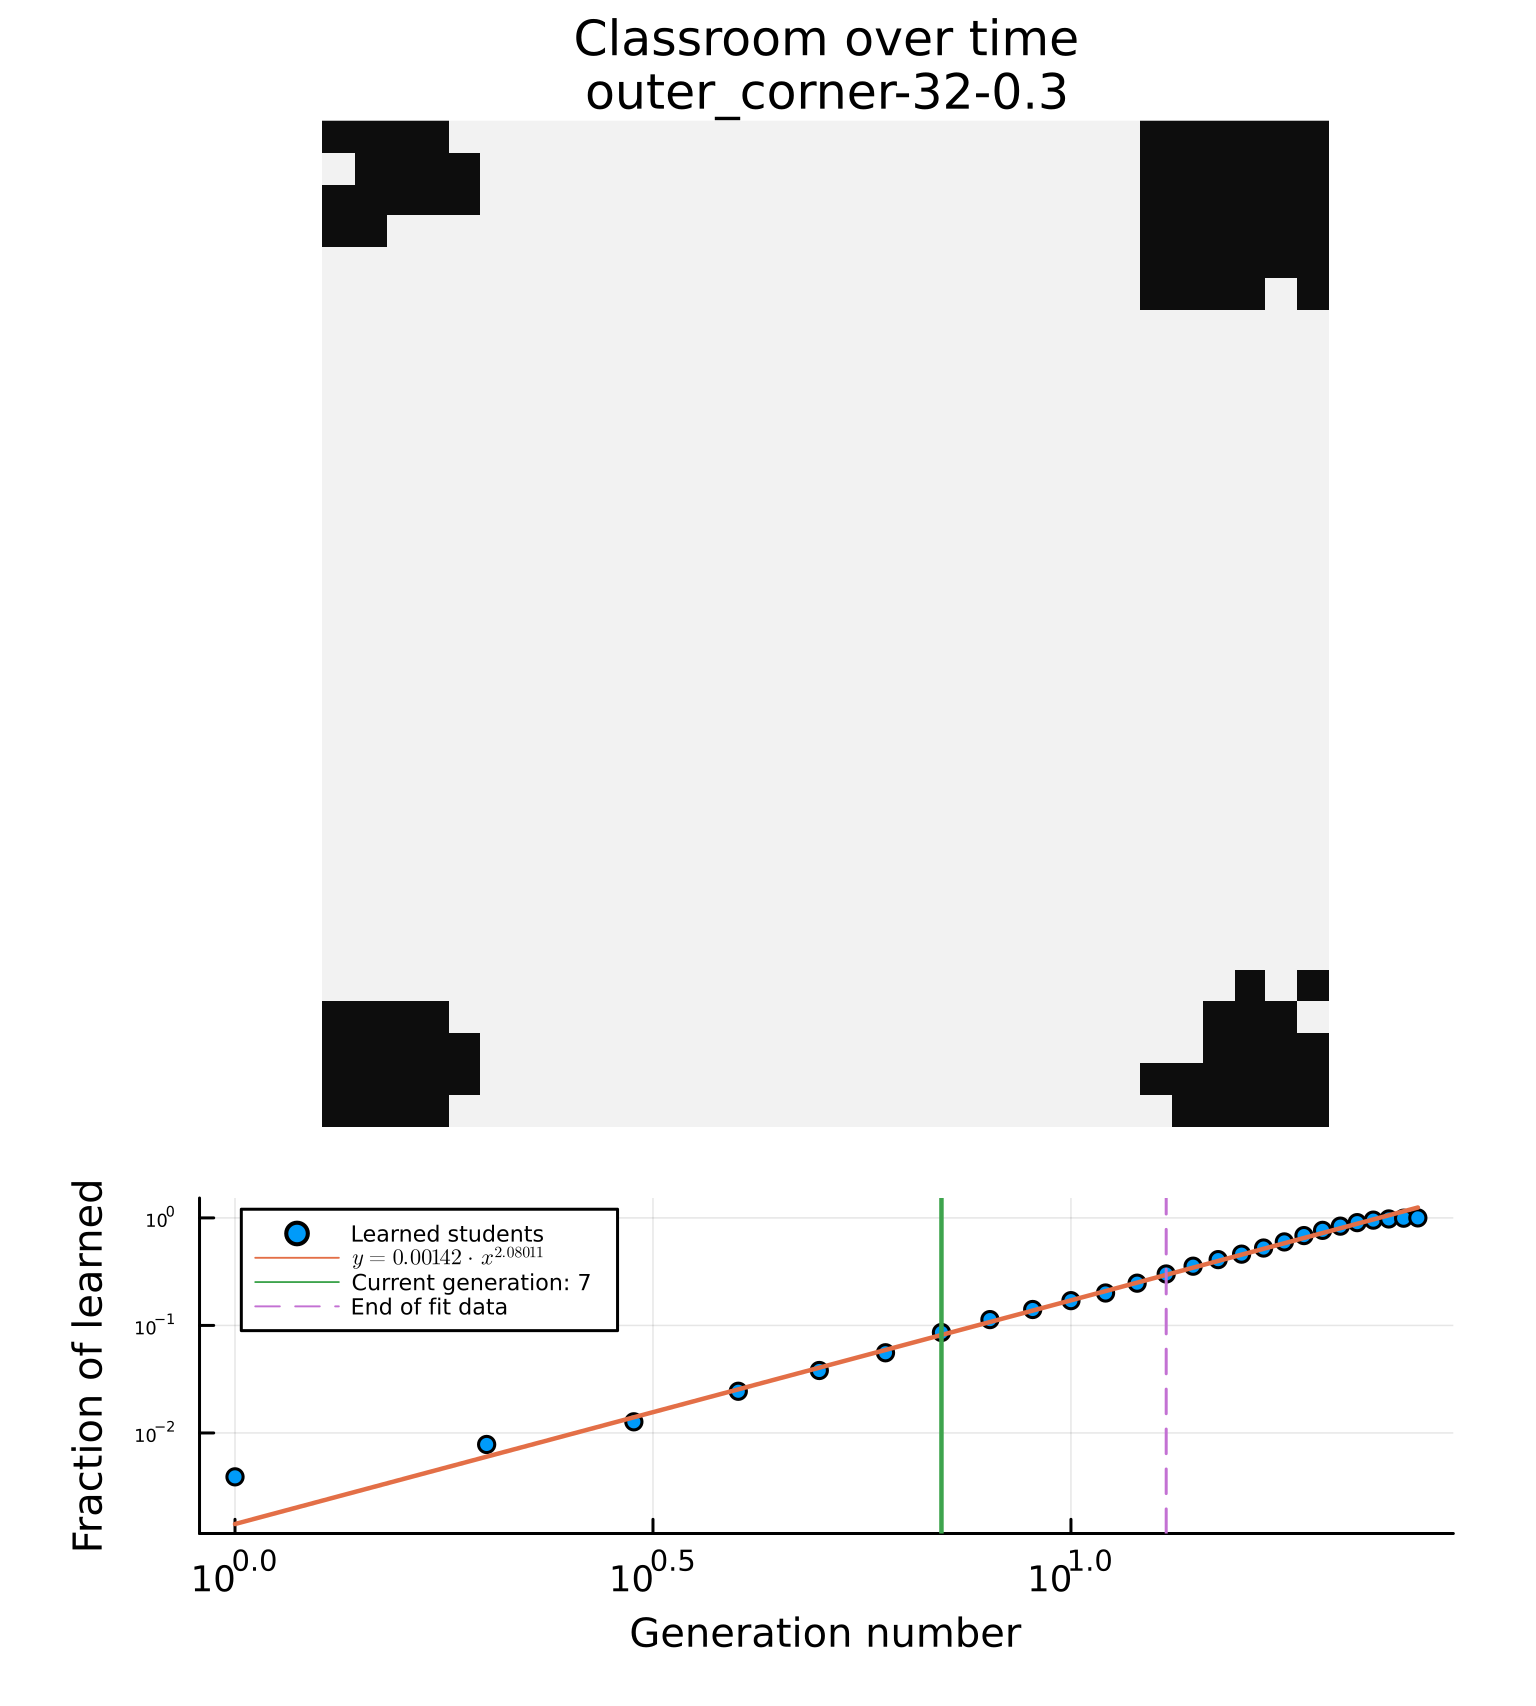 Classroom over time
outer_corner-32-0.3
Fraction of learned
10^0
10^−1
10^−2
Learned students
y = 0.00142 · x^2.08011
Current generation: 7
End of fit data
10^0.0
10^0.5
10^1.0
Generation number